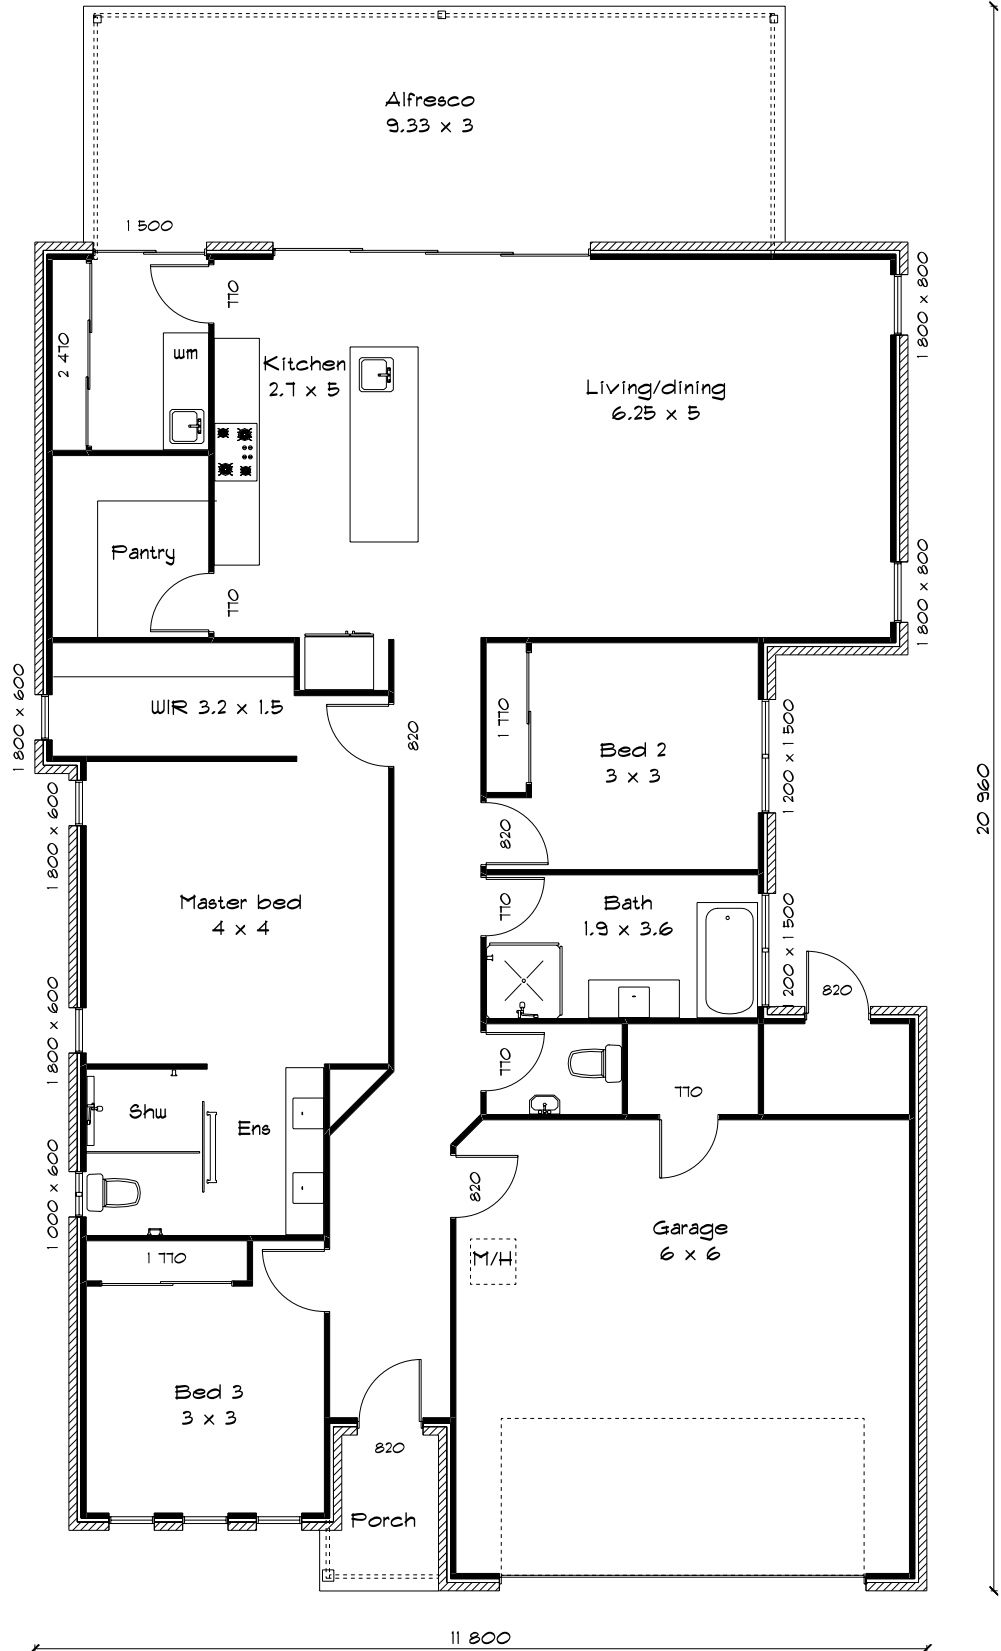 Alfresco
9.33 x 3
1 500
770
1 800 x 800
2 470
wm
Kitchen
2.7 x 5
Living/dining
6.25 x 5
Pantry
770
1 800 x 800
1 800 x 600
WIR 3.2 x 1.5
820
1 770
Bed 2
3 x 3
1 200 x 1 500
20 960
1 800 x 600
820
Master bed
4 x 4
770
Bath
1.9 x 3.6
200 x 1 500
820
1 800 x 600
770
770
Shw
Ens
1 000 x 600
820
Garage
6 x 6
M/H
1 770
Bed 3
3 x 3
820
Porch
11 800